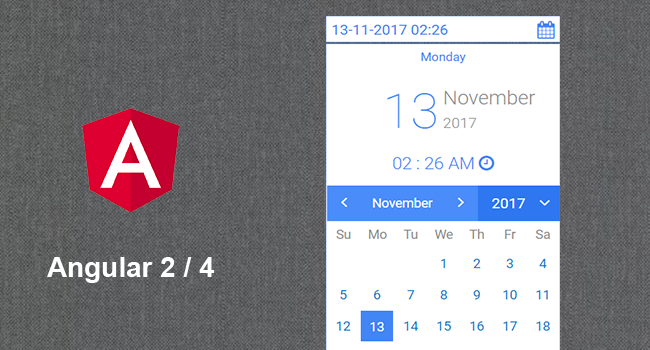 A
Angular 2 / 4
13-11-2017 02:26
Monday
13
November
2017
02 : 26 AM
November 2017
Su Mo Tu We Th Fr Sa
1 2 3 4
5 6 7 8 9 10 11
12 13 14 15 16 17 18